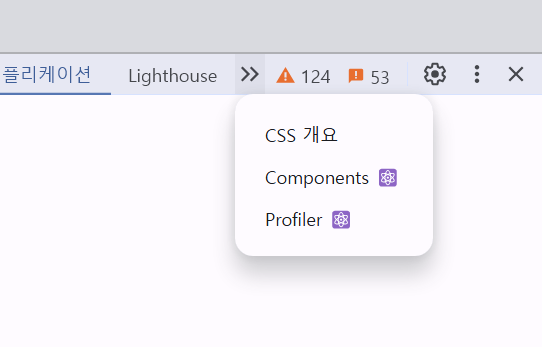 플리케이션 Lighthouse 124 53
CSS 개요
Components
Profiler